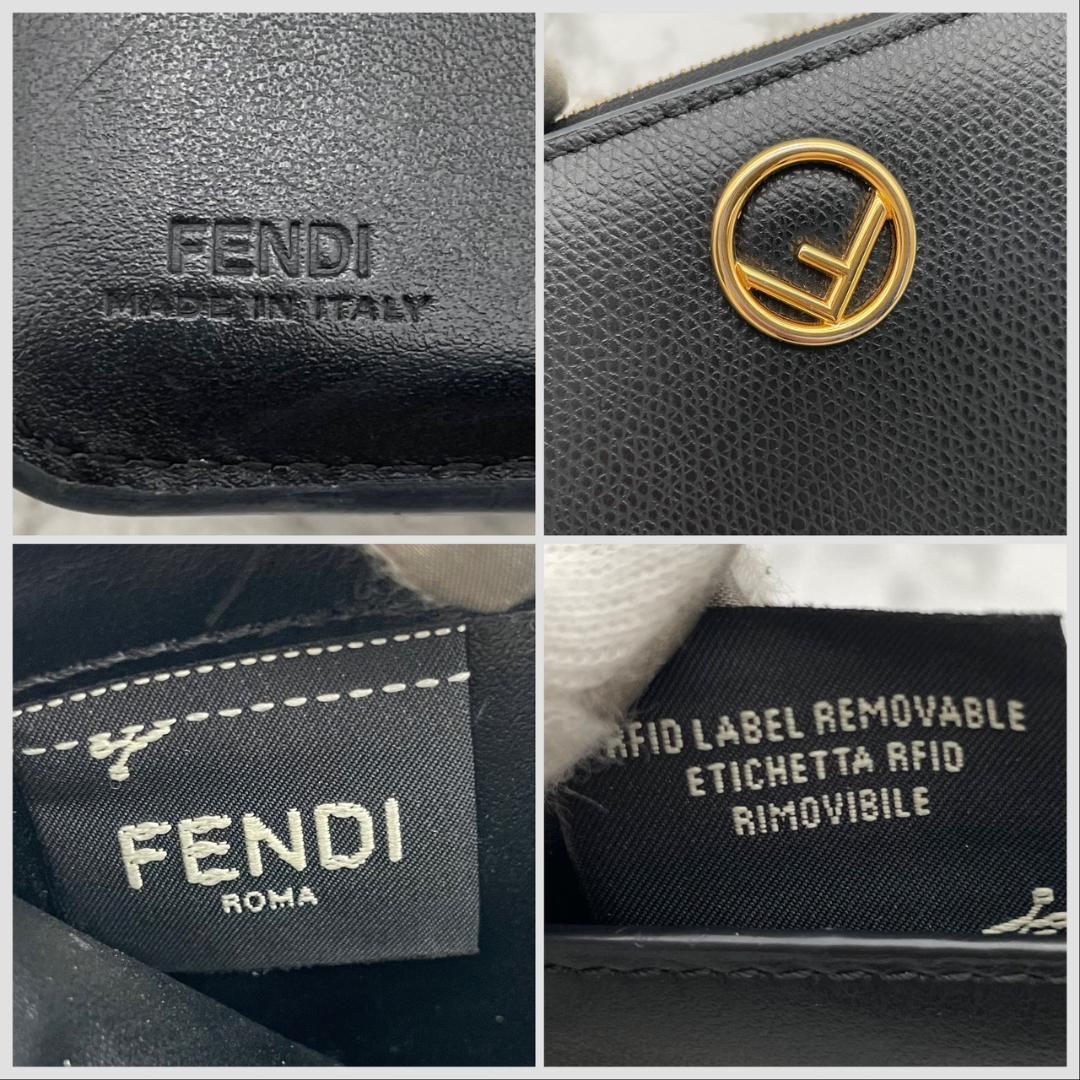 FENDI
MADE IN ITALY
F
FENDI
ROMA
RFID LABEL REMOVABLE
ETICHETTA RFID
RIMOVIBILE